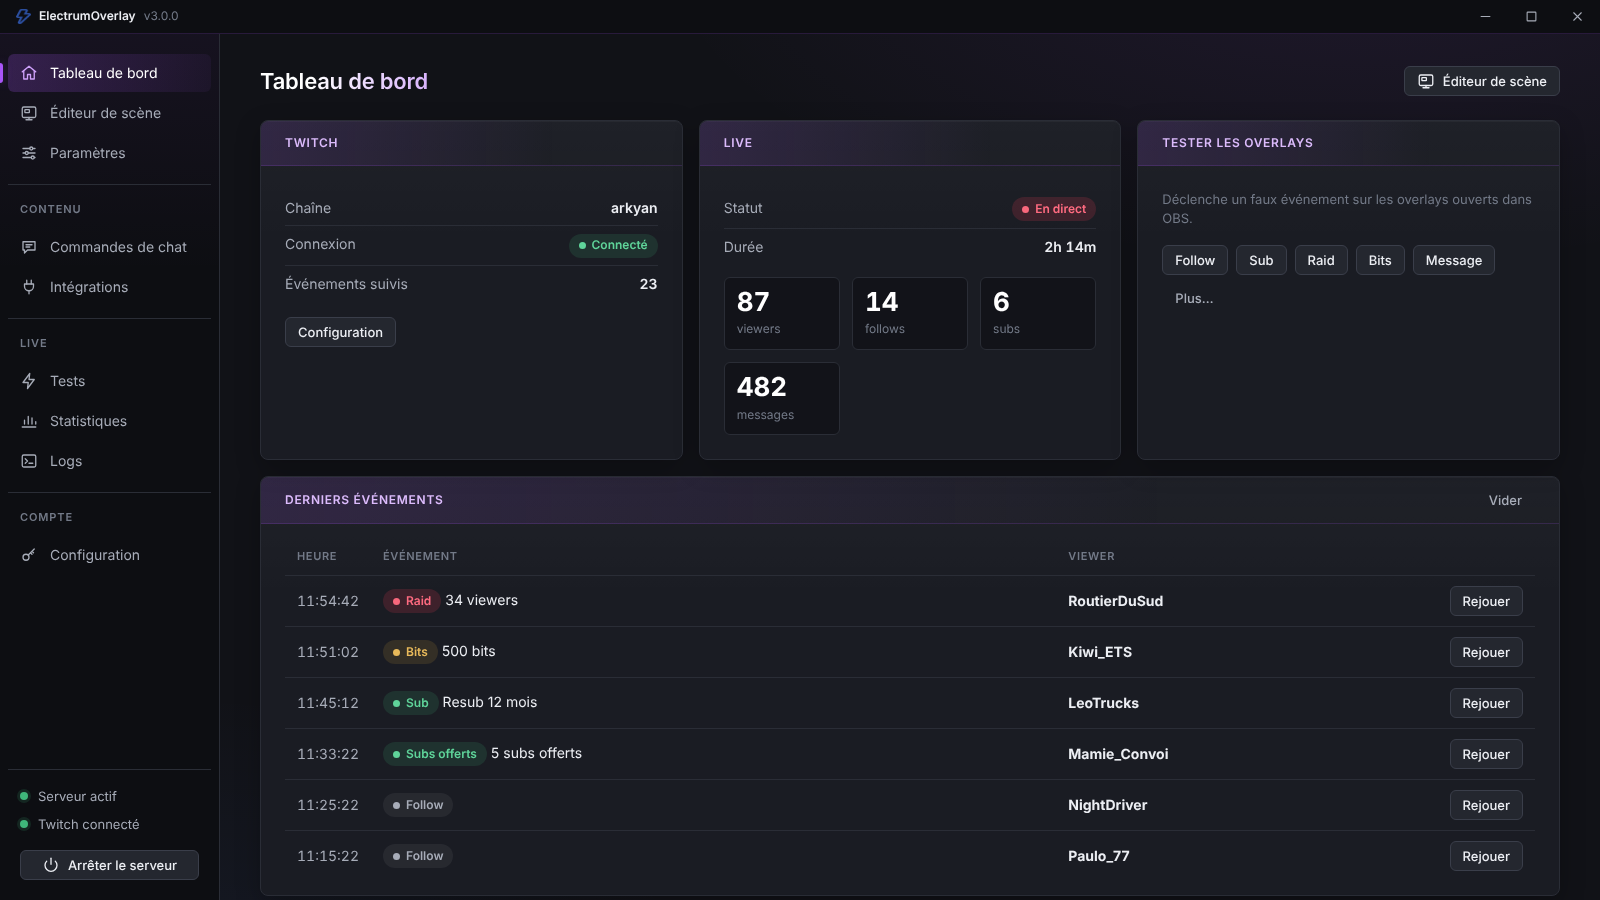 ElectrumOverlay v3.0.0
Tableau de bord
Éditeur de scène
Paramètres
CONTENU
Commandes de chat
Intégrations
LIVE
Tests
Statistiques
Logs
COMPTE
Configuration
Serveur actif
Twitch connecté
Arrêter le serveur
Tableau de bord
Éditeur de scène
TWITCH
Chaîne arkyan
Connexion Connecté
Événements suivis 23
Configuration
LIVE
Statut En direct
Durée 2h 14m
87 14 6
viewers follows subs
482
messages
TESTER LES OVERLAYS
Déclenche un faux événement sur les overlays ouverts dans
OBS.
Follow Sub Raid Bits Message
Plus...
DERNIERS ÉVÉNEMENTS Vider
HEURE ÉVÉNEMENT VIEWER
11:54:42 Raid 34 viewers RoutierDuSud Rejouer
11:51:02 Bits 500 bits Kiwi_ETS Rejouer
11:45:12 Sub Resub 12 mois LeoTrucks Rejouer
11:33:22 Subs offerts 5 subs offerts Mamie_Convoi Rejouer
11:25:22 Follow NightDriver Rejouer
11:15:22 Follow Paulo_77 Rejouer